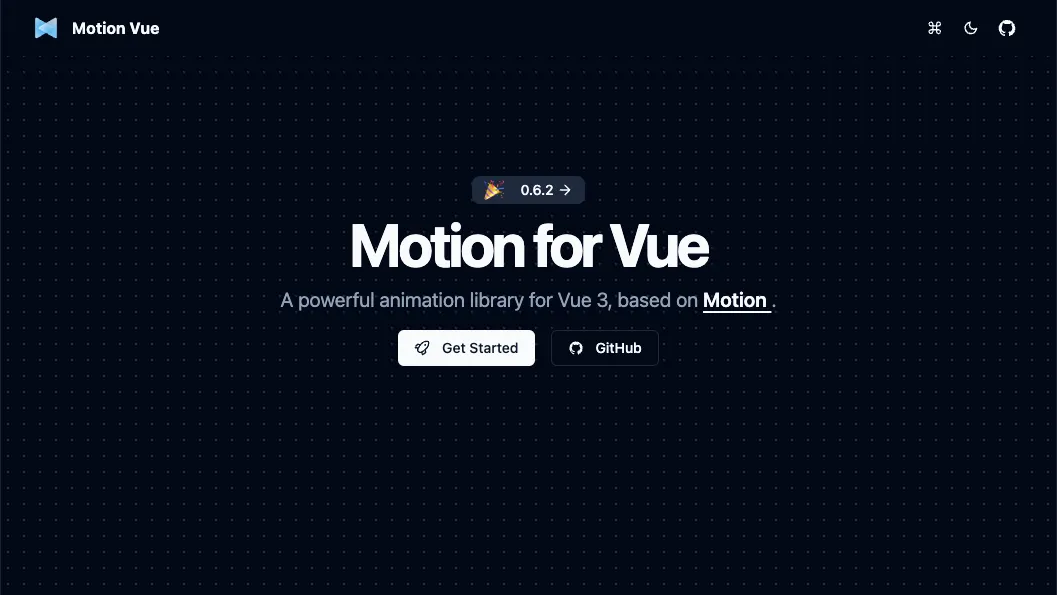 Motion Vue
0.6.2 →
Motion for Vue
A powerful animation library for Vue 3, based on Motion .
Get Started
GitHub